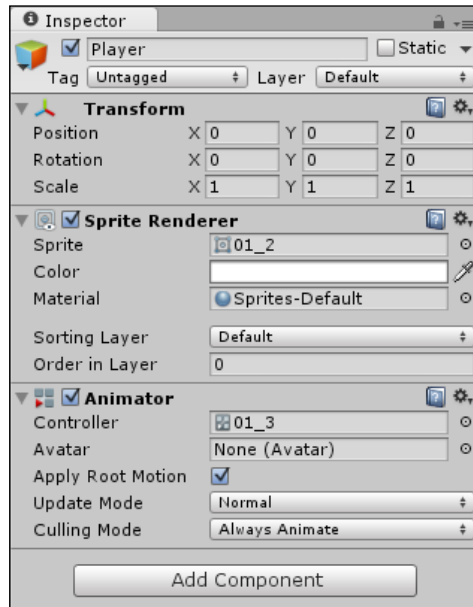 Inspector
Player Static
Tag Untagged Layer Default
Transform
Position X 0 Y 0 Z 0
Rotation X 0 Y 0 Z 0
Scale X 1 Y 1 Z 1
Sprite Renderer
Sprite 01_2
Color
Material Sprites-Default
Sorting Layer Default
Order in Layer 0
Animator
Controller 01_3
Avatar None (Avatar)
Apply Root Motion
Update Mode Normal
Culling Mode Always Animate
Add Component